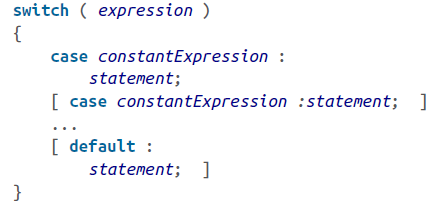 switch ( expression )
{
case constantExpression :
statement;
[ case constantExpression :statement; ]
...
[ default :
statement; ]
}